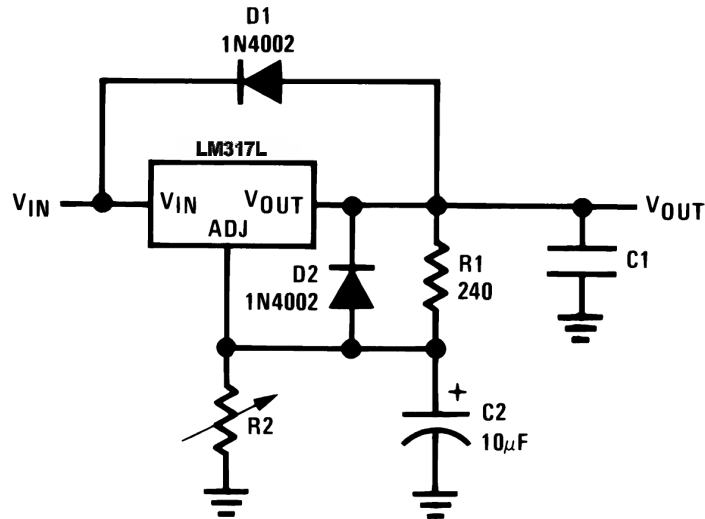 D1
1N4002
LM317L
VIN
VIN
VOUT
VOUT
ADJ
D2
1N4002
R1
240
C1
R2
+
C2
10μF